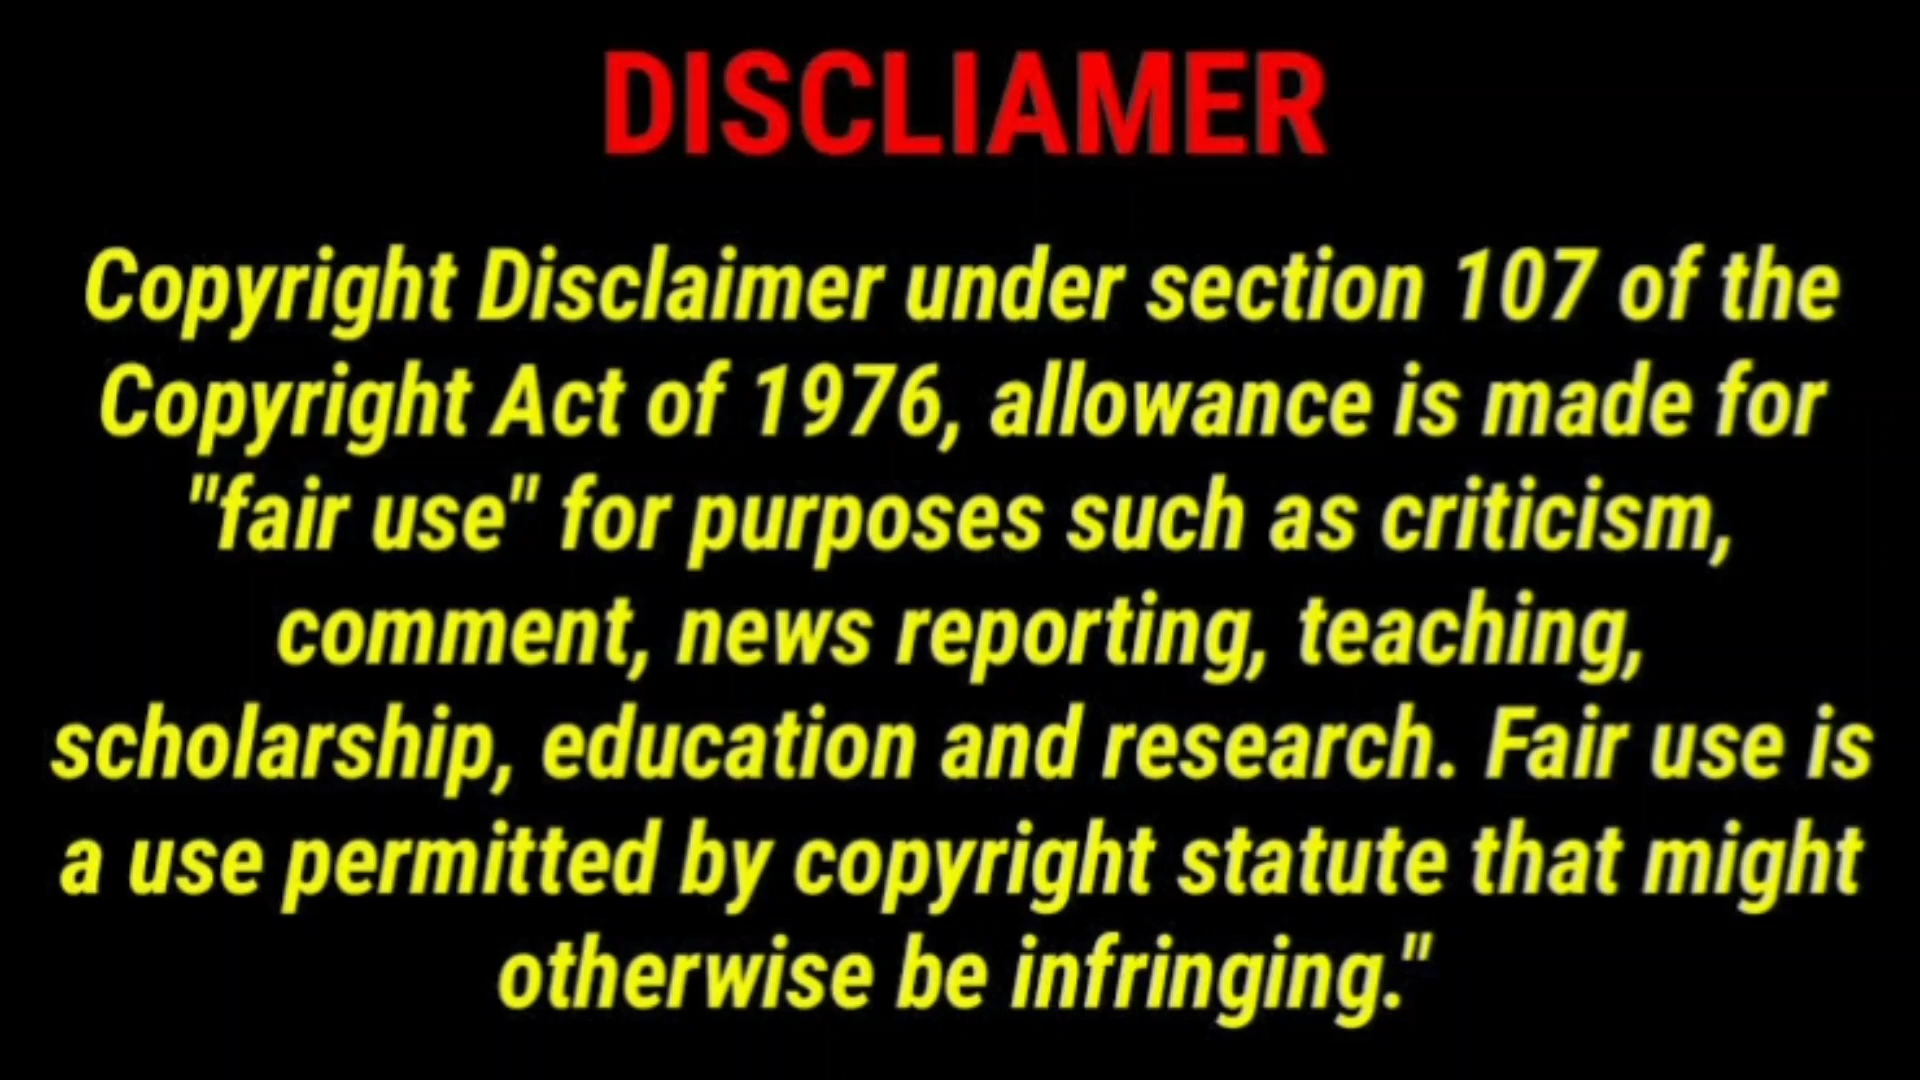 DISCLIAMER
Copyright Disclaimer under section 107 of the
Copyright Act of 1976, allowance is made for
"fair use" for purposes such as criticism,
comment, news reporting, teaching,
scholarship, education and research. Fair use is
a use permitted by copyright statute that might
otherwise be infringing."